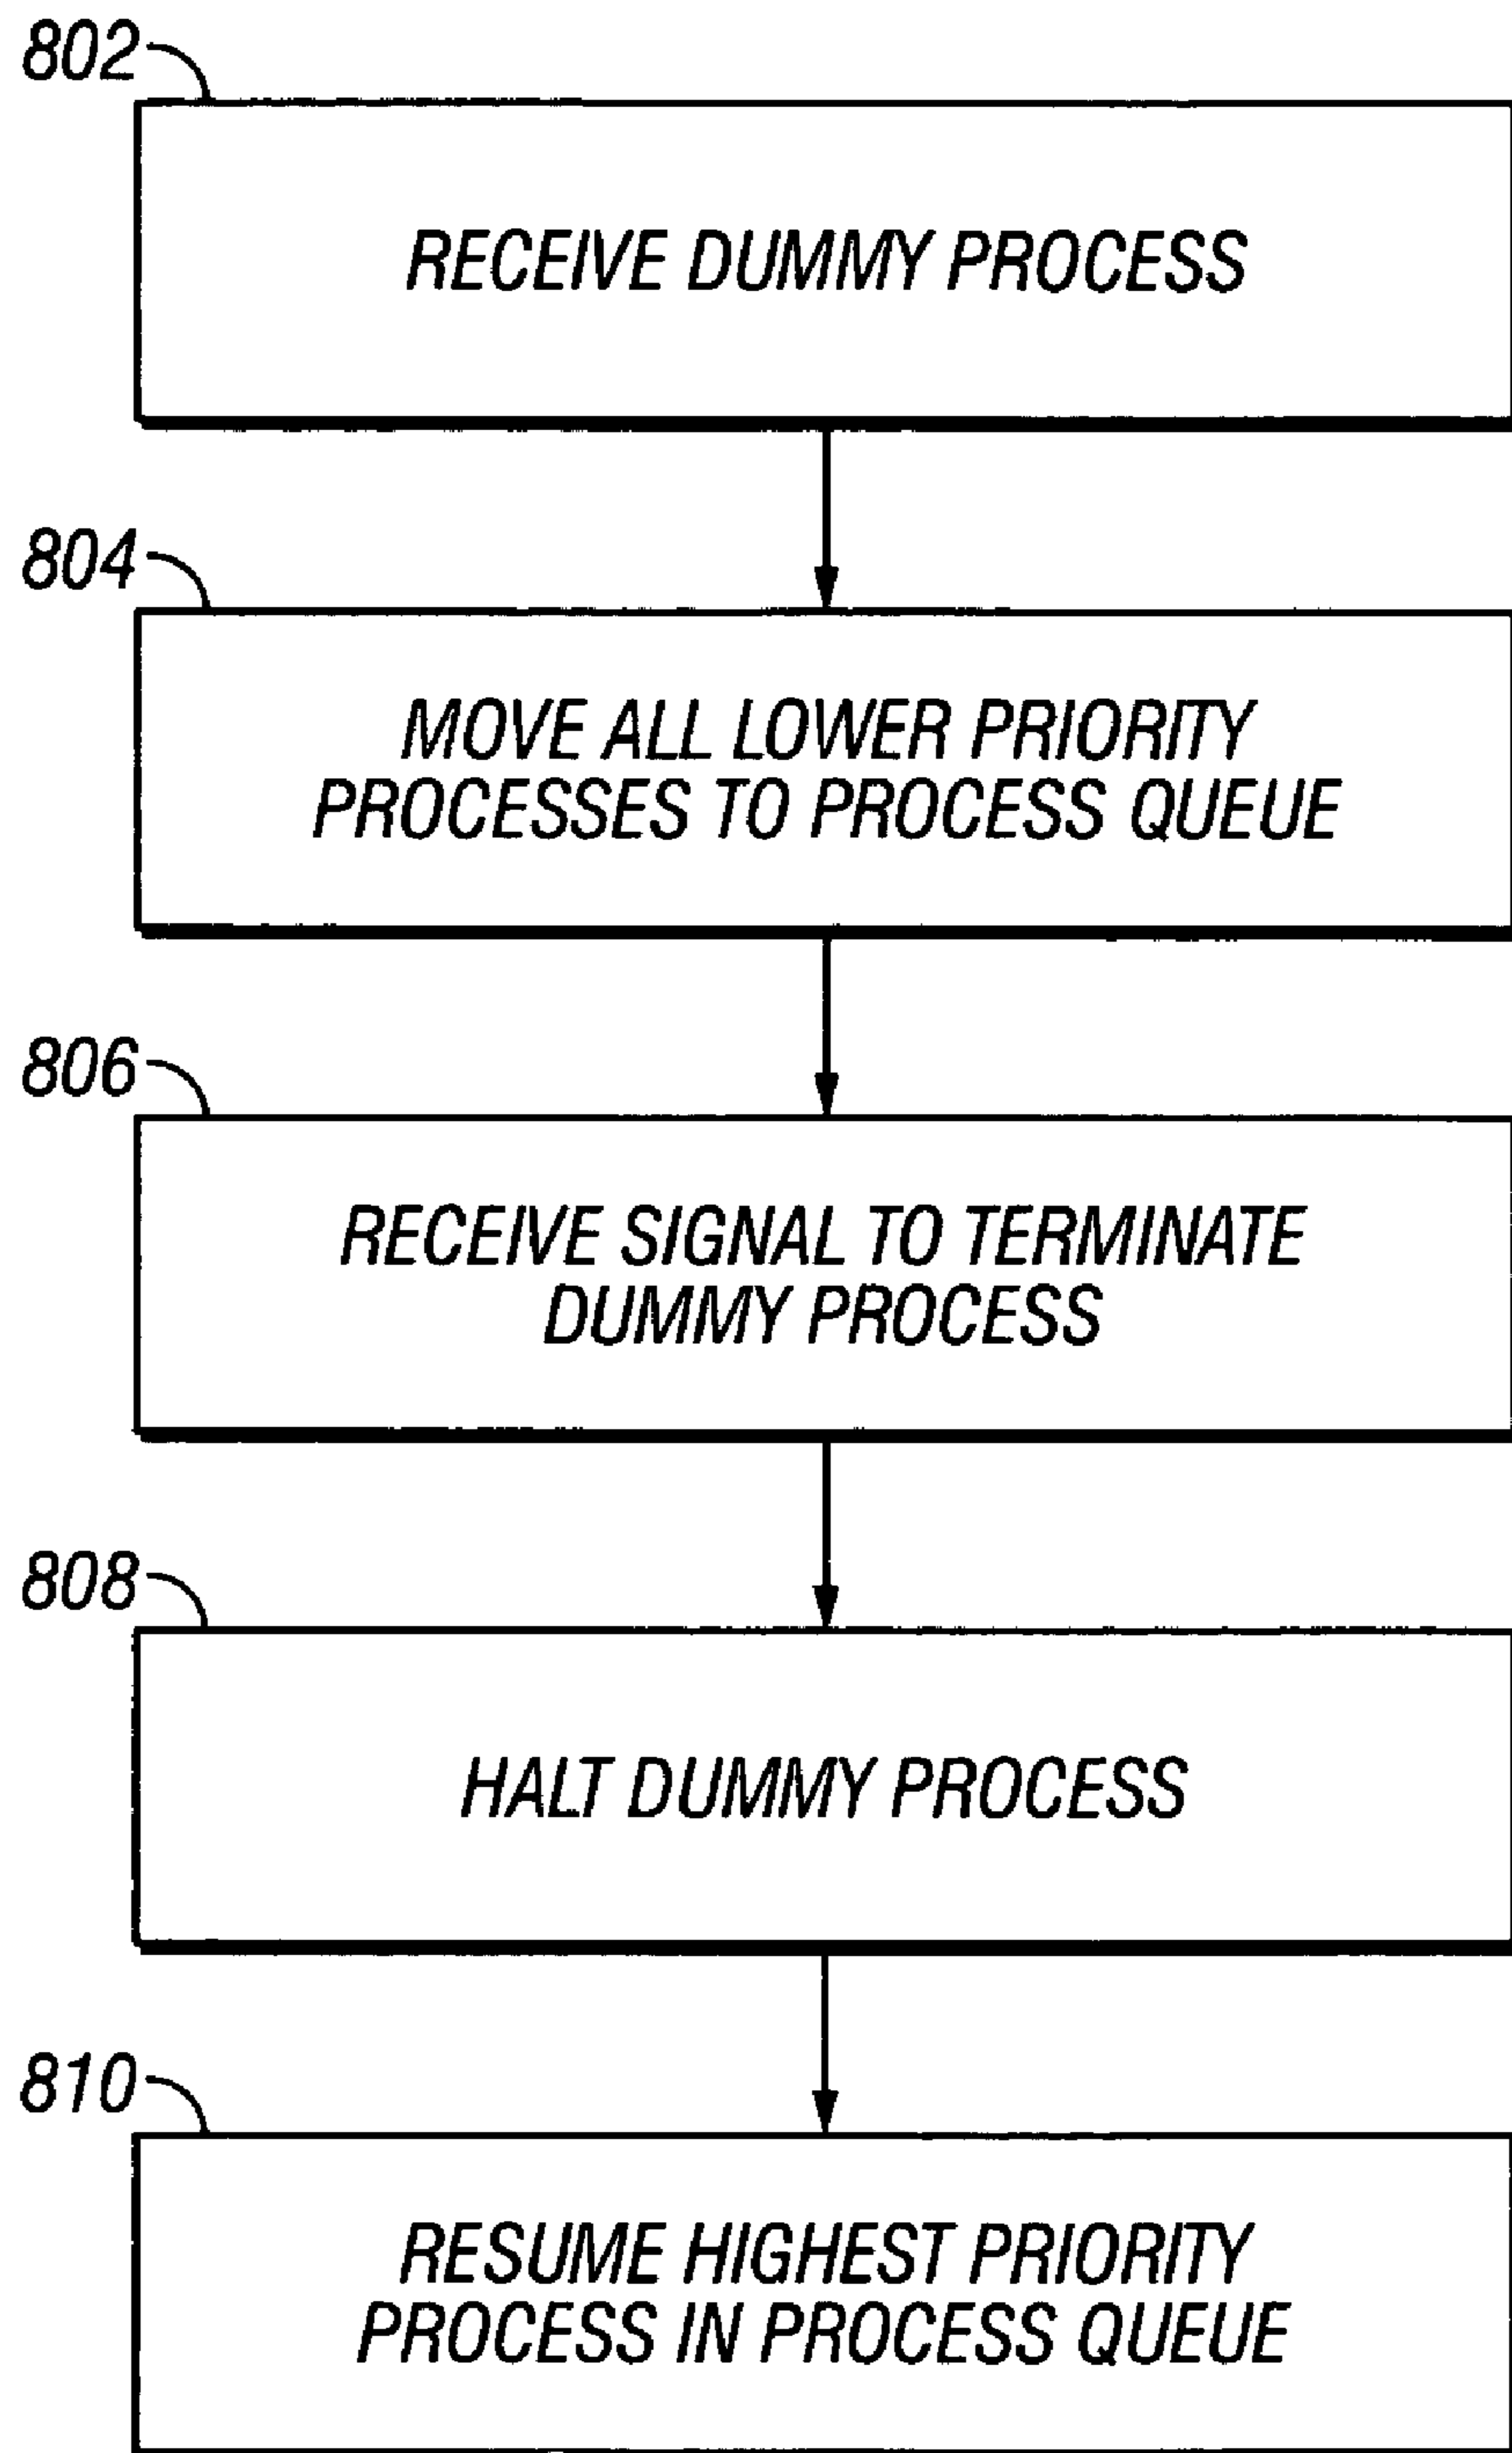 802
RECEIVE DUMMY PROCESS
804
MOVE ALL LOWER PRIORITY
PROCESSES TO PROCESS QUEUE
806
RECEIVE SIGNAL TO TERMINATE
DUMMY PROCESS
808
HALT DUMMY PROCESS
810
RESUME HIGHEST PRIORITY
PROCESS IN PROCESS QUEUE